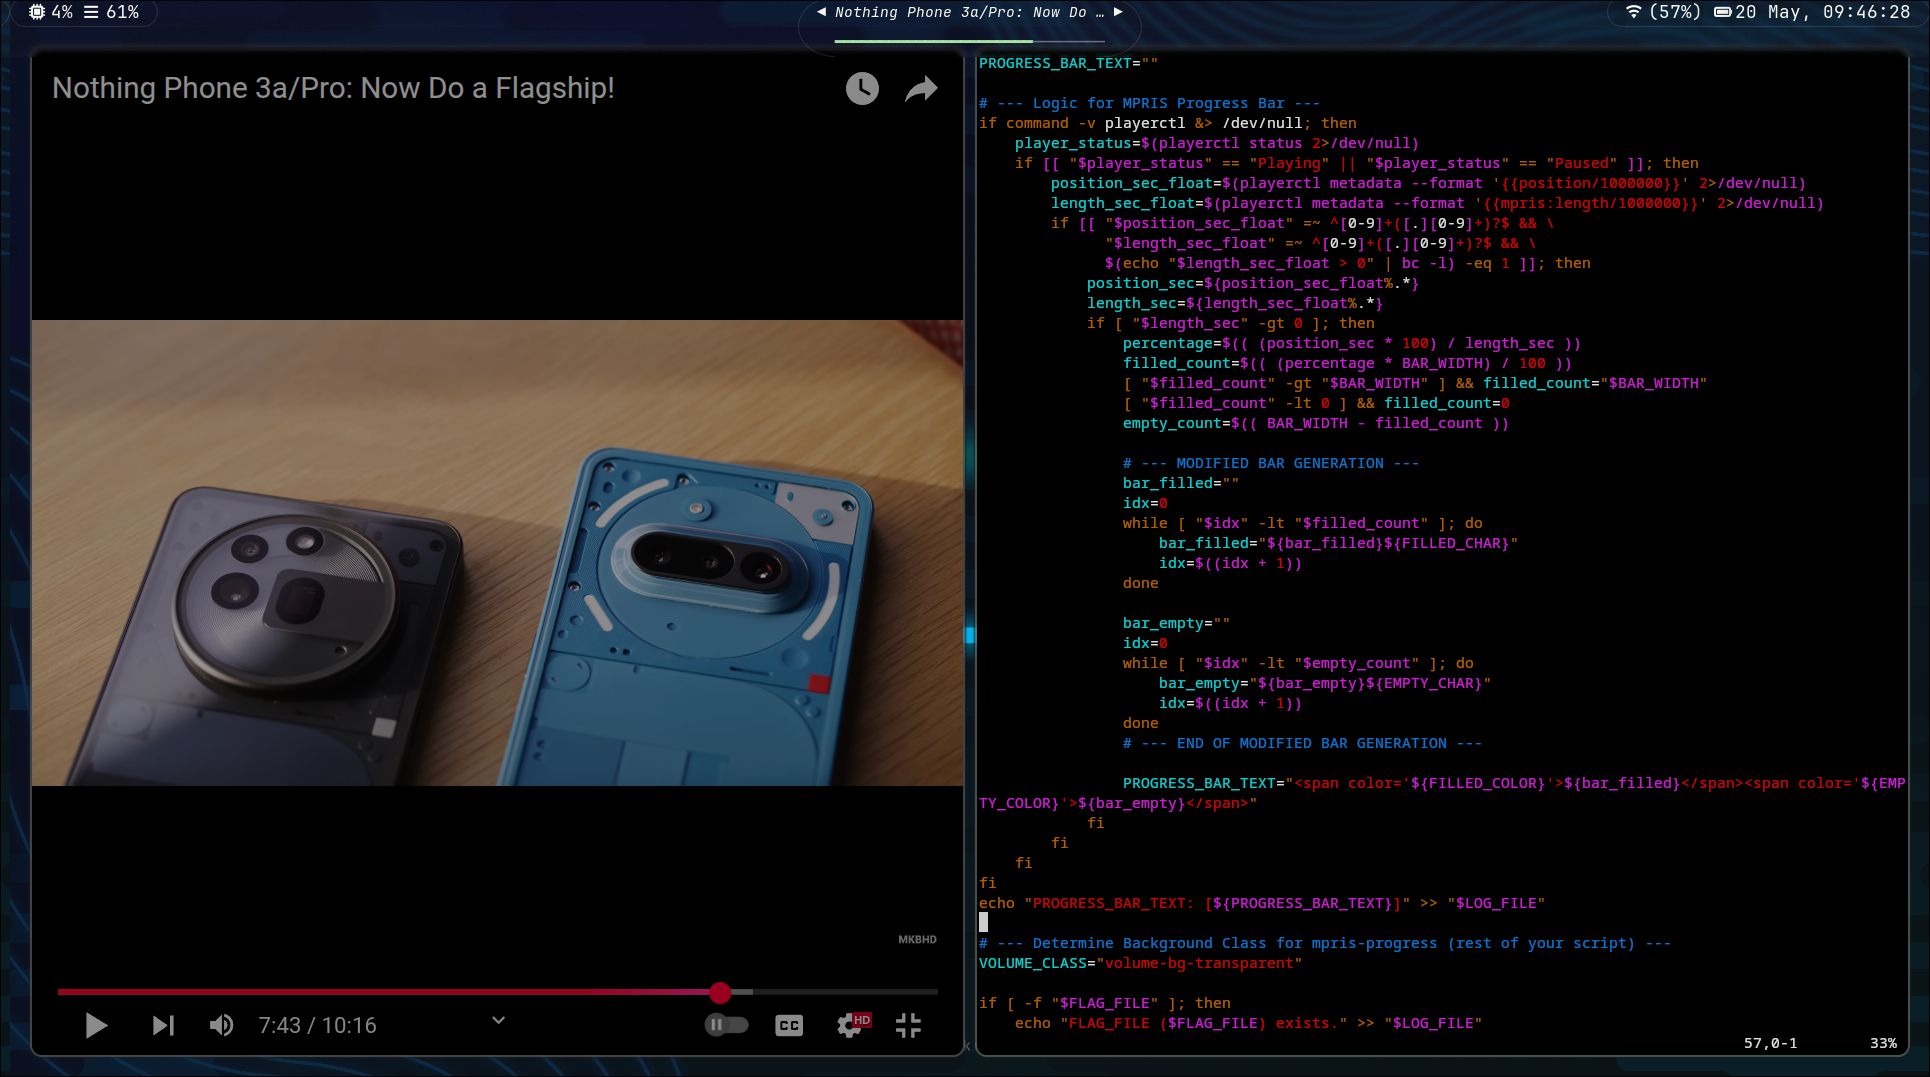 4% 61%
◀ Nothing Phone 3a/Pro: Now Do … ▶
(57%) 20 May, 09:46:28
Nothing Phone 3a/Pro: Now Do a Flagship!
MKBHD
7:43 / 10:16
CC
HD
PROGRESS_BAR_TEXT=""
# --- Logic for MPRIS Progress Bar ---
if command -v playerctl &> /dev/null; then
    player_status=$(playerctl status 2>/dev/null)
    if [[ "$player_status" == "Playing" || "$player_status" == "Paused" ]]; then
        position_sec_float=$(playerctl metadata --format '{{position/1000000}}' 2>/dev/null)
        length_sec_float=$(playerctl metadata --format '{{mpris:length/1000000}}' 2>/dev/null)
        if [[ "$position_sec_float" =~ ^[0-9]+([.][0-9]+)?$ && \
              "$length_sec_float" =~ ^[0-9]+([.][0-9]+)?$ && \
              $(echo "$length_sec_float > 0" | bc -l) -eq 1 ]]; then
            position_sec=${position_sec_float%.*}
            length_sec=${length_sec_float%.*}
            if [ "$length_sec" -gt 0 ]; then
                percentage=$(( (position_sec * 100) / length_sec ))
                filled_count=$(( (percentage * BAR_WIDTH) / 100 ))
                [ "$filled_count" -gt "$BAR_WIDTH" ] && filled_count="$BAR_WIDTH"
                [ "$filled_count" -lt 0 ] && filled_count=0
                empty_count=$(( BAR_WIDTH - filled_count ))
                # --- MODIFIED BAR GENERATION ---
                bar_filled=""
                idx=0
                while [ "$idx" -lt "$filled_count" ]; do
                    bar_filled="${bar_filled}${FILLED_CHAR}"
                    idx=$((idx + 1))
                done
                bar_empty=""
                idx=0
                while [ "$idx" -lt "$empty_count" ]; do
                    bar_empty="${bar_empty}${EMPTY_CHAR}"
                    idx=$((idx + 1))
                done
                # --- END OF MODIFIED BAR GENERATION ---
                PROGRESS_BAR_TEXT="<span color='${FILLED_COLOR}'>${bar_filled}</span><span color='${EMP
TY_COLOR}'>${bar_empty}</span>"
            fi
        fi
    fi
fi
echo "PROGRESS_BAR_TEXT: [${PROGRESS_BAR_TEXT}]" >> "$LOG_FILE"
# --- Determine Background Class for mpris-progress (rest of your script) ---
VOLUME_CLASS="volume-bg-transparent"
if [ -f "$FLAG_FILE" ]; then
    echo "FLAG_FILE ($FLAG_FILE) exists." >> "$LOG_FILE"
57,0-1 33%